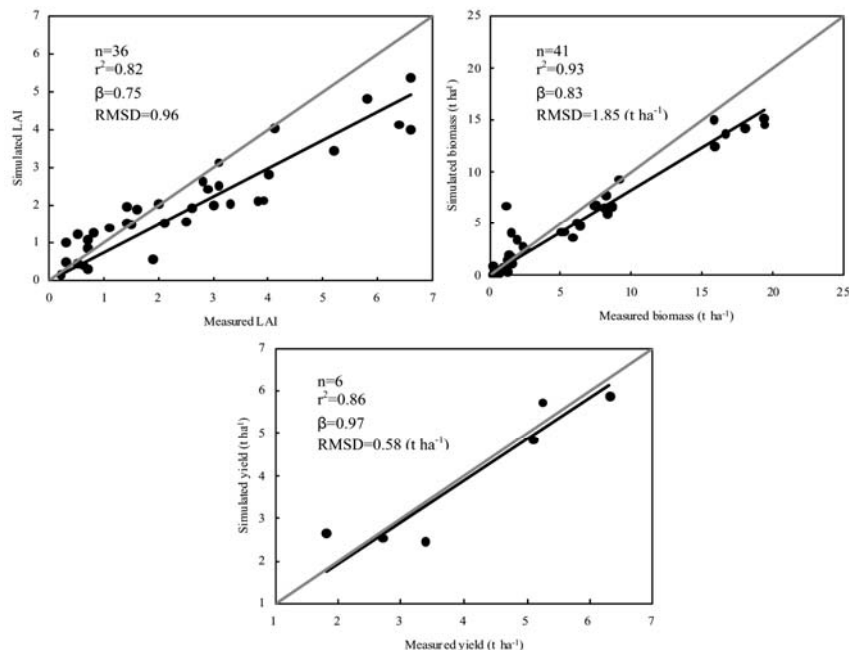 7
6
5
4
3
2
1
0
Simulated LAI
n=36
r²=0.82
β=0.75
RMSD=0.96
0 1 2 3 4 5 6 7
Measured LAI
25
20
15
10
5
0
Simulated biomass (t ha¹)
n=41
r²=0.93
β=0.83
RMSD=1.85 (t ha⁻¹)
0 5 10 15 20 25
Measured biomass (t ha⁻¹)
7
6
5
4
3
2
1
Simulated yield (t ha¹)
n=6
r²=0.86
β=0.97
RMSD=0.58 (t ha⁻¹)
1 2 3 4 5 6 7
Measured yield (t ha⁻¹)